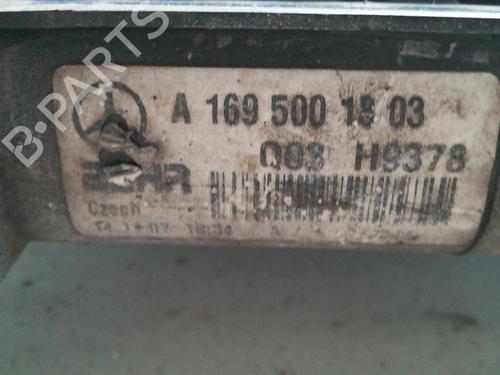 B-PARTS
A 169 500 18 03
Q03 H9378
BEHR
Czech